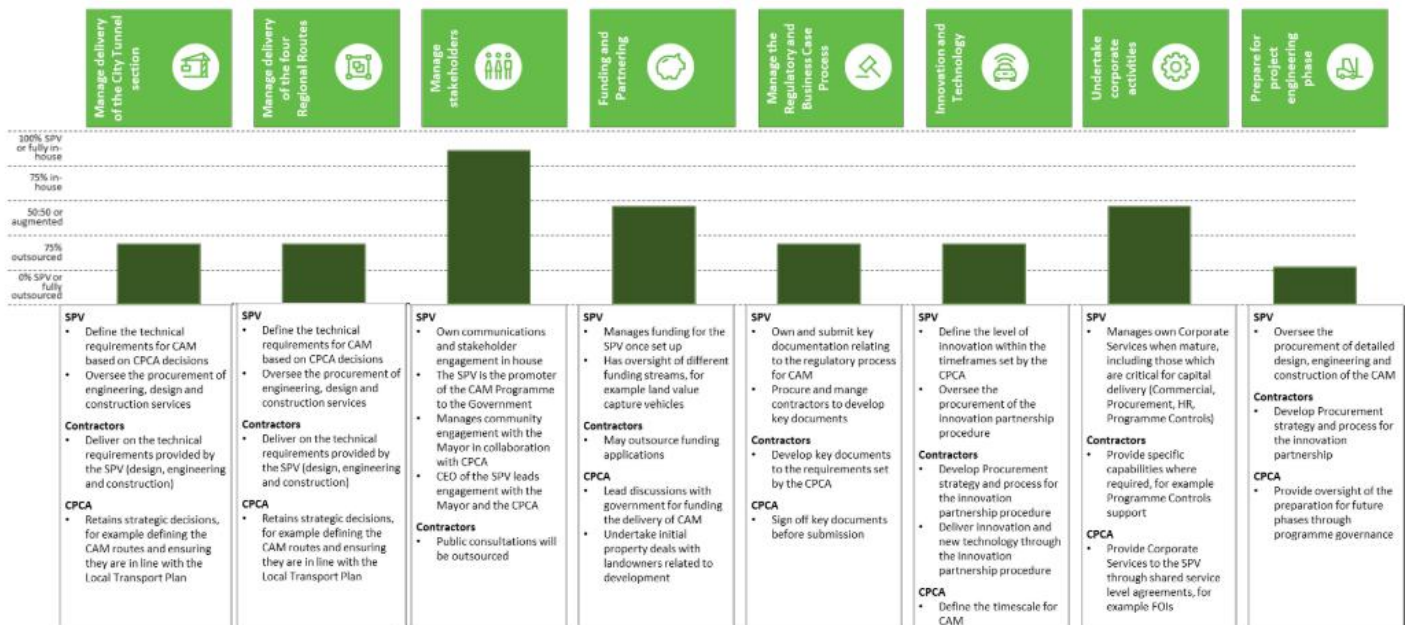 Manage delivery
of the City Tunnel
section
Manage delivery
of the four
Regional Routes
Manage
stakeholders
Funding and
Partnering
Manage the
Regulatory and
Business Case
Process
Innovation and
Technology
Undertake
corporate
activities
Prepare for
project
engineering
phase
100% SPV
or fully in-
house
75% in-
house
50:50 or
augmented
75%
outsourced
0% SPV or
fully
outsourced
SPV
• Define the technical
requirements for CAM
based on CPCA decisions
• Oversee the procurement of
engineering, design and
construction services
Contractors
• Deliver on the technical
requirements provided by
the SPV (design, engineering
and construction)
CPCA
• Retains strategic decisions,
for example defining the
CAM routes and ensuring
they are in line with the
Local Transport Plan
SPV
• Define the technical
requirements for CAM
based on CPCA decisions
• Oversee the procurement of
engineering, design and
construction services
Contractors
• Deliver on the technical
requirements provided by
the SPV (design, engineering
and construction)
CPCA
• Retains strategic decisions,
for example defining the
CAM routes and ensuring
they are in line with the
Local Transport Plan
SPV
• Own communications
and stakeholder
engagement in house
• The SPV is the promoter
of the CAM Programme
to the Government
• Manages community
engagement with the
Mayor in collaboration
with CPCA
• CEO of the SPV leads
engagement with the
Mayor and the CPCA
Contractors
• Public consultations will
be outsourced
SPV
• Manages funding for the
SPV once set up
• Has oversight of different
funding streams, for
example land value
capture vehicles
Contractors
• May outsource funding
applications
CPCA
• Lead discussions with
government for funding
the delivery of CAM
• Undertake initial
property deals with
landowners related to
development
SPV
• Own and submit key
documentation relating
to the regulatory process
for CAM
• Procure and mange
contractors to develop
key documents
Contractors
• Develop key documents
to the requirements set
by the CPCA
CPCA
• Sign off key documents
before submission
SPV
• Define the level of
innovation within the
timeframes set by the
CPCA
• Oversee the
procurement of the
innovation partnership
procedure
Contractors
• Develop Procurement
strategy and process for
the innovation
partnership procedure
• Deliver innovation and
new technology through
the innovation
partnership procedure
CPCA
• Define the timescale for
CAM
SPV
• Manages own Corporate
Services when mature,
including those which
are critical for capital
delivery (Commercial,
Procurement, HR,
Programme Controls)
Contractors
• Provide specific
capabilities where
required, for example
Programme Controls
support
CPCA
• Provide Corporate
Services to the SPV
through shared service
level agreements, for
example FOIs
SPV
• Oversee the
procurement of detailed
design, engineering and
construction of the CAM
Contractors
• Develop Procurement
strategy and process for
the innovation
partnership
CPCA
• Provide oversight of the
preparation for future
phases through
programme governance